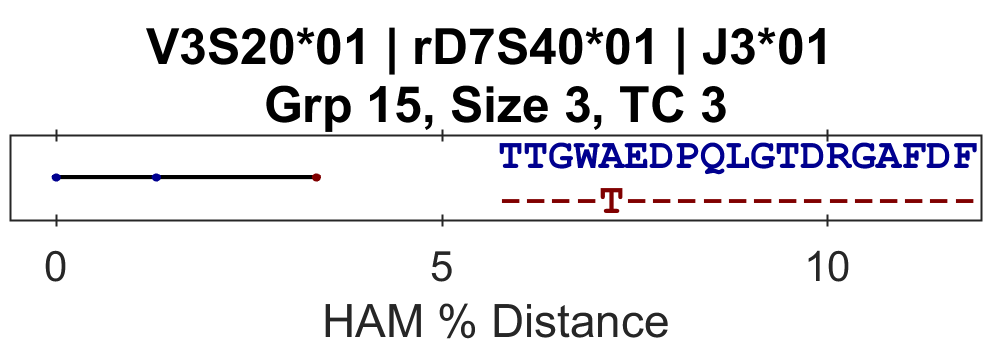 V3S20*01 | rD7S40*01 | J3*01
Grp 15, Size 3, TC 3
TTGWAEDPQLGTDRGAFDF
----T--------------
0 5 10
HAM % Distance